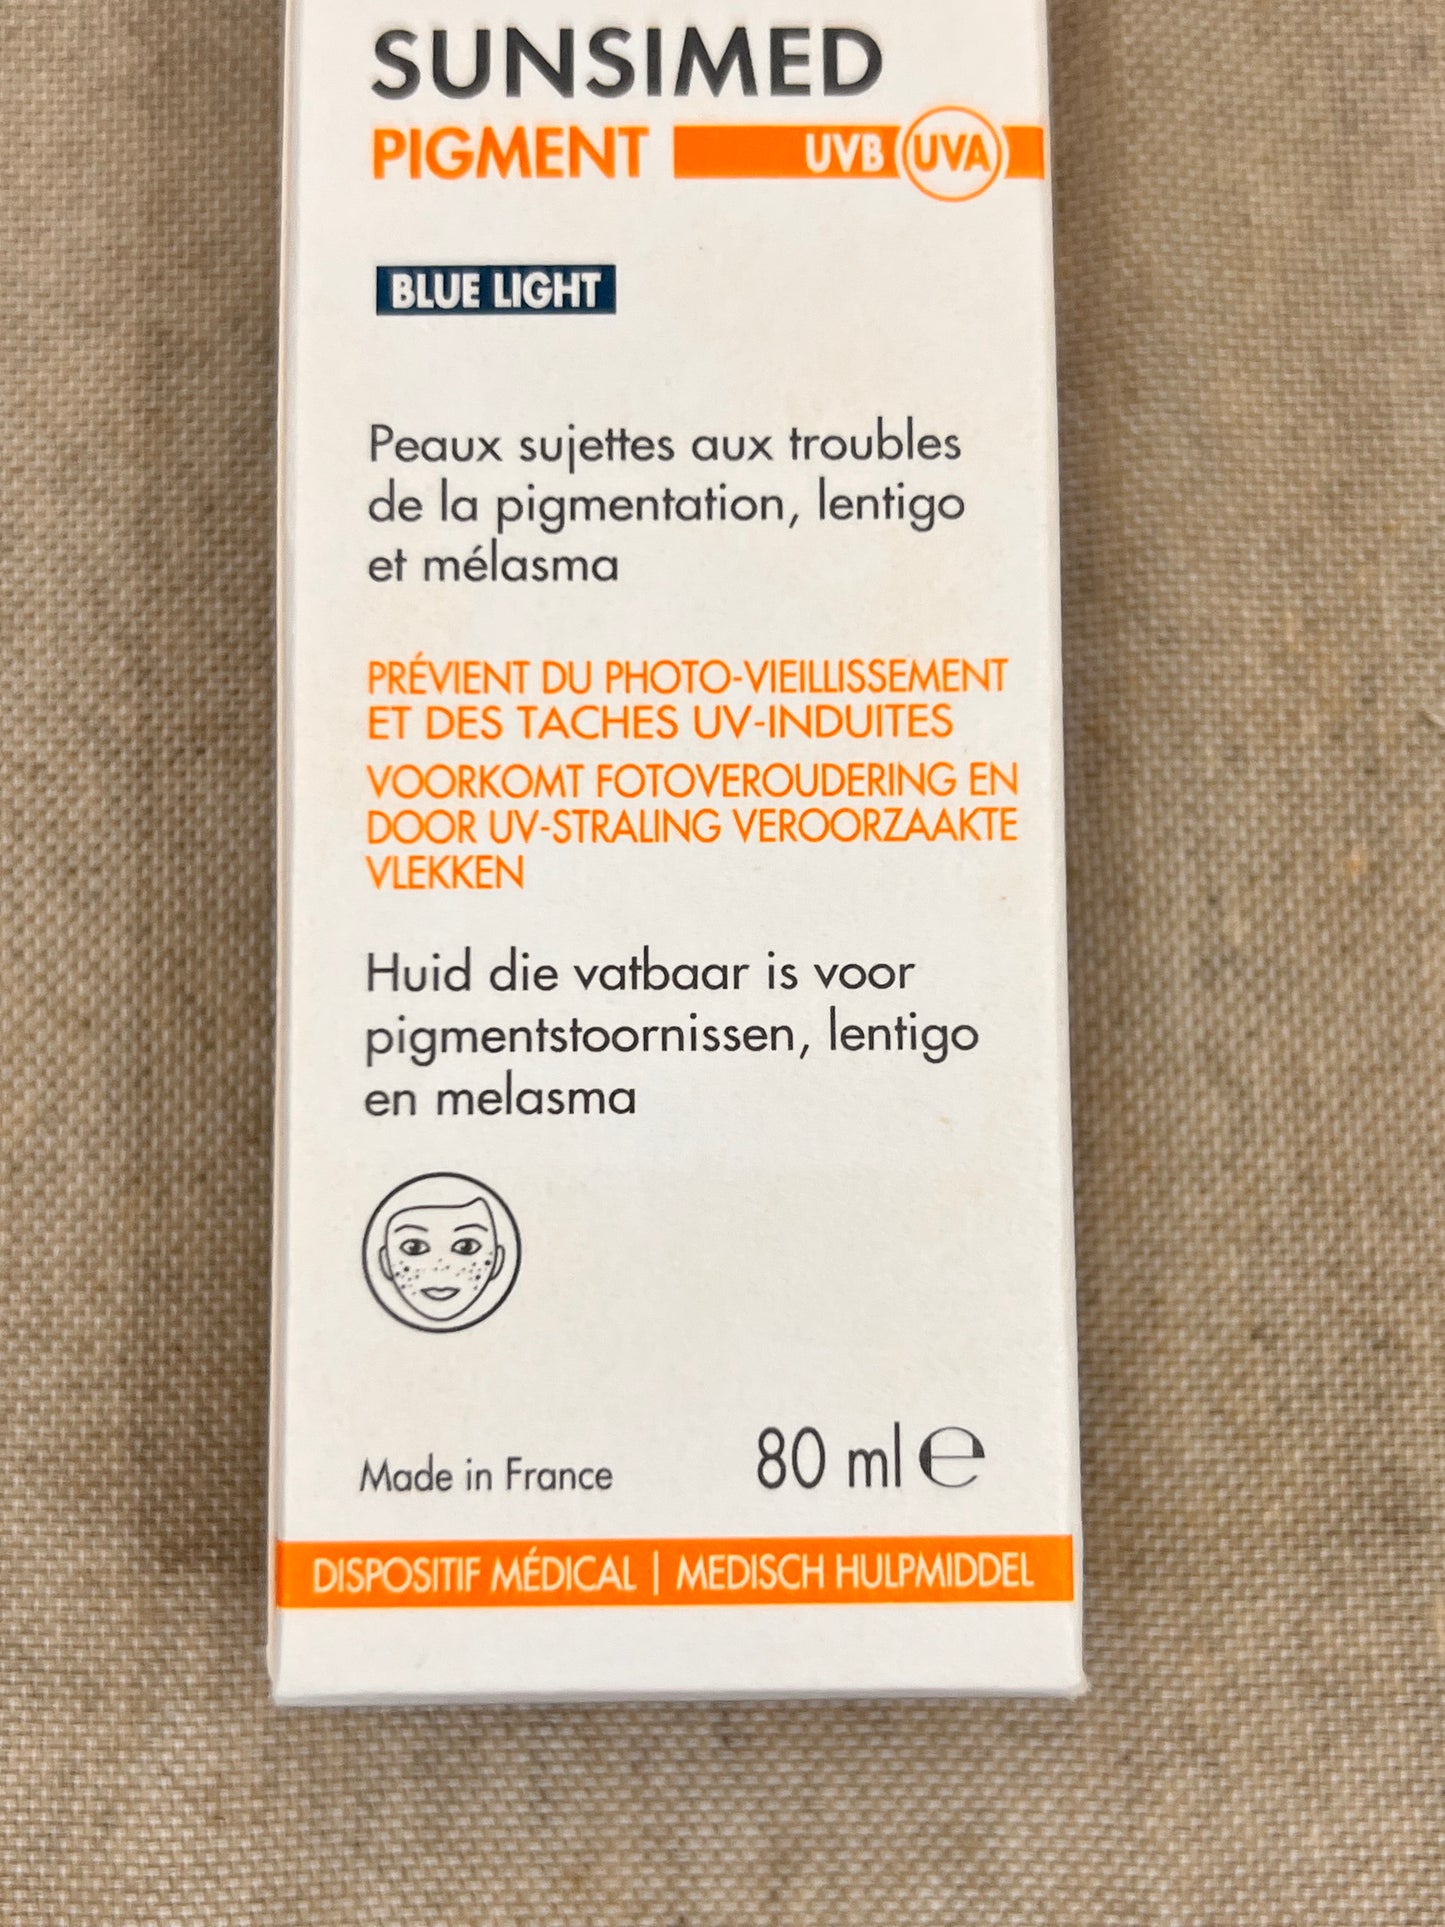 SUNSIMED
PIGMENT UVB UVA
BLUE LIGHT
Peaux sujettes aux troubles
de la pigmentation, lentigo
et mélasma
PRÉVIENT DU PHOTO-VIEILLISSEMENT
ET DES TACHES UV-INDUITES
VOORKOMT FOTOVEROUDERING EN
DOOR UV-STRALING VEROORZAAKTE
VLEKKEN
Huid die vatbaar is voor
pigmentstoornissen, lentigo
en melasma
Made in France 80 ml ℮
DISPOSITIF MÉDICAL | MEDISCH HULPMIDDEL